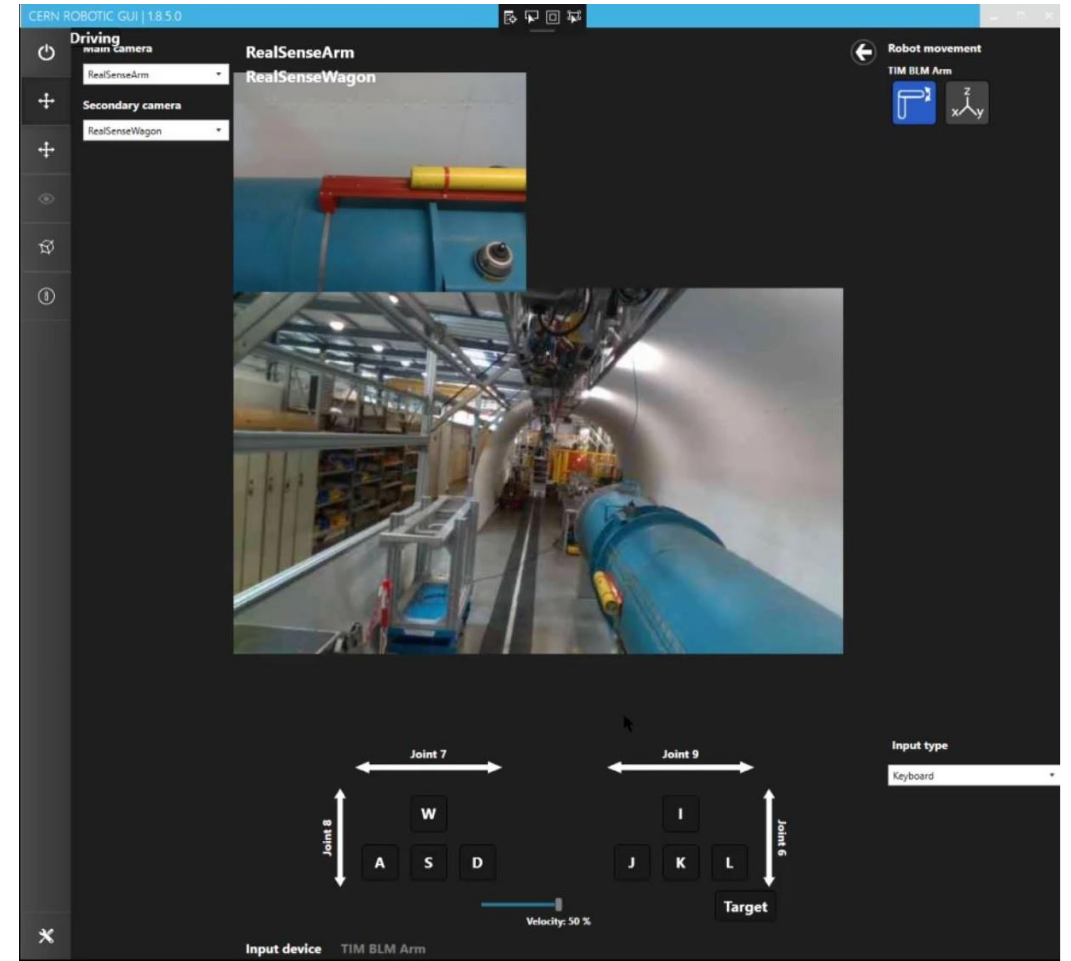 CERN ROBOTIC GUI | 1.8.5.0
Driving
Main camera
RealSenseArm
Secondary camera
RealSenseWagon
RealSenseArm
RealSenseWagon
Robot movement
TIM BLM Arm
z
x y
Input type
Keyboard
Joint 7
Joint 8
W
A S D
Joint 9
Joint 6
I
J K L
Target
Velocity: 50 %
Input device TIM BLM Arm